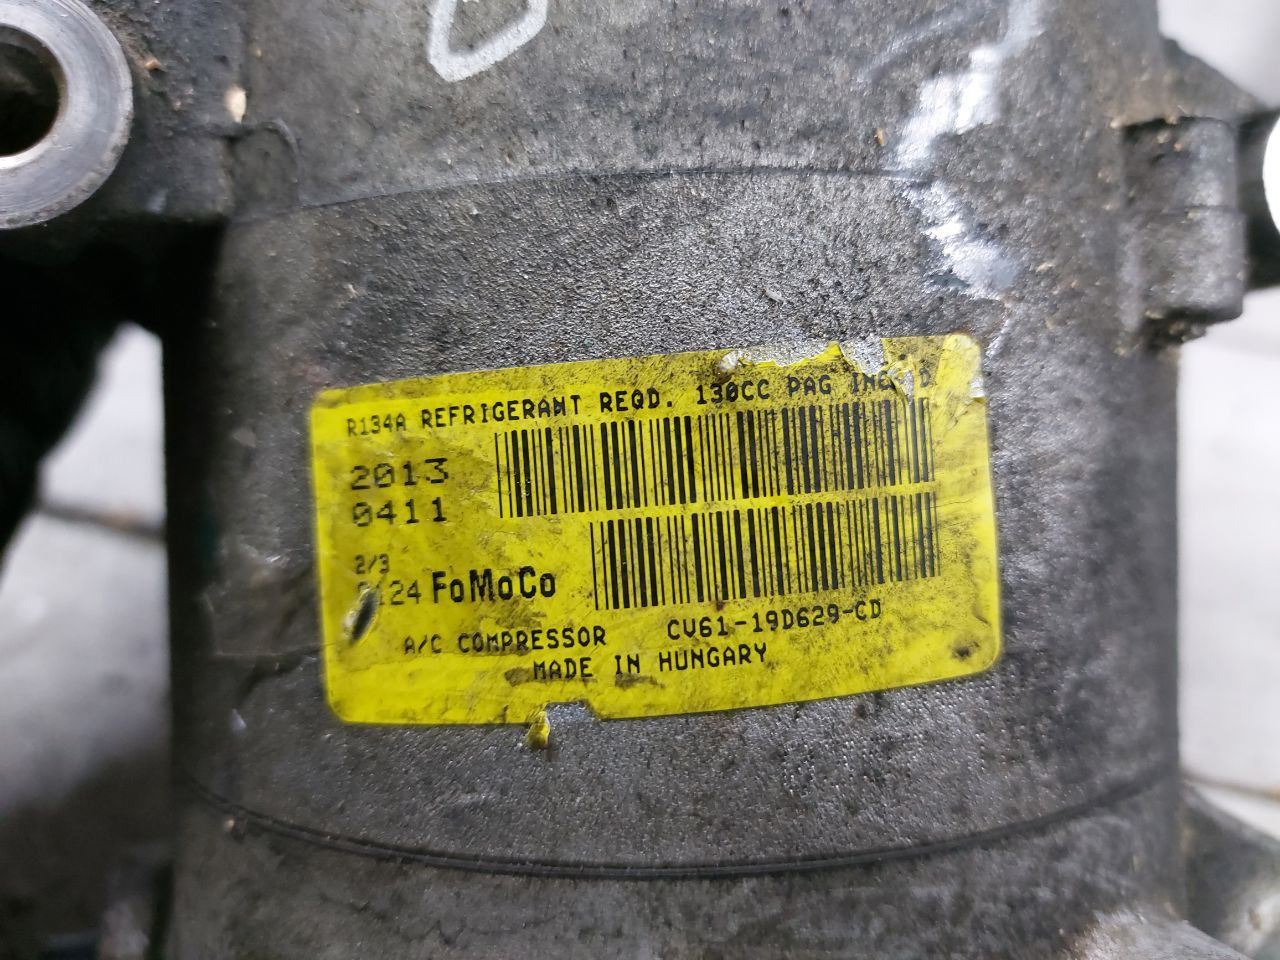 R134A REFRIGERANT REQD. 130CC PAG
2013
0411
2/3
FoMoCo
A/C COMPRESSOR CV61-19D629-CD
MADE IN HUNGARY